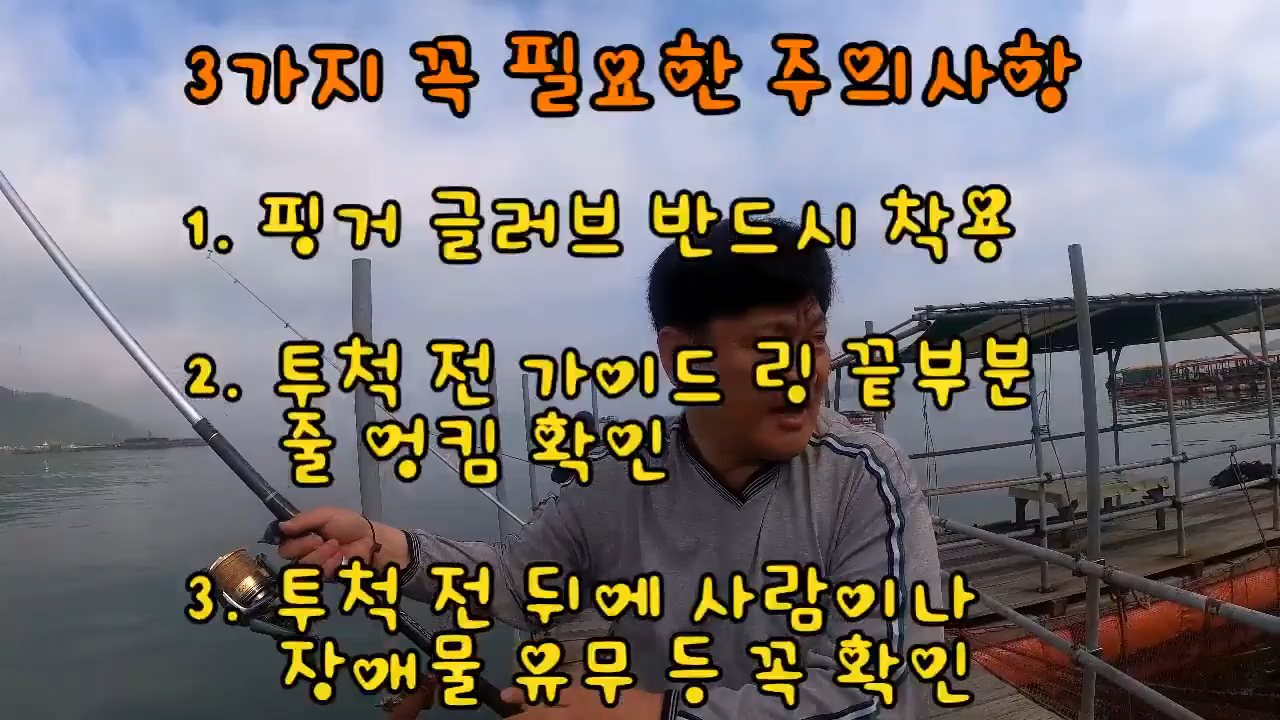 3가지 꼭 필요한 주의사항
1. 핑거 글러브 반드시 착용
2. 투척 전 가이드 링 끝부분
줄 엉킴 확인
3. 투척 전 뒤에 사람이나
장애물 유무 등 꼭 확인